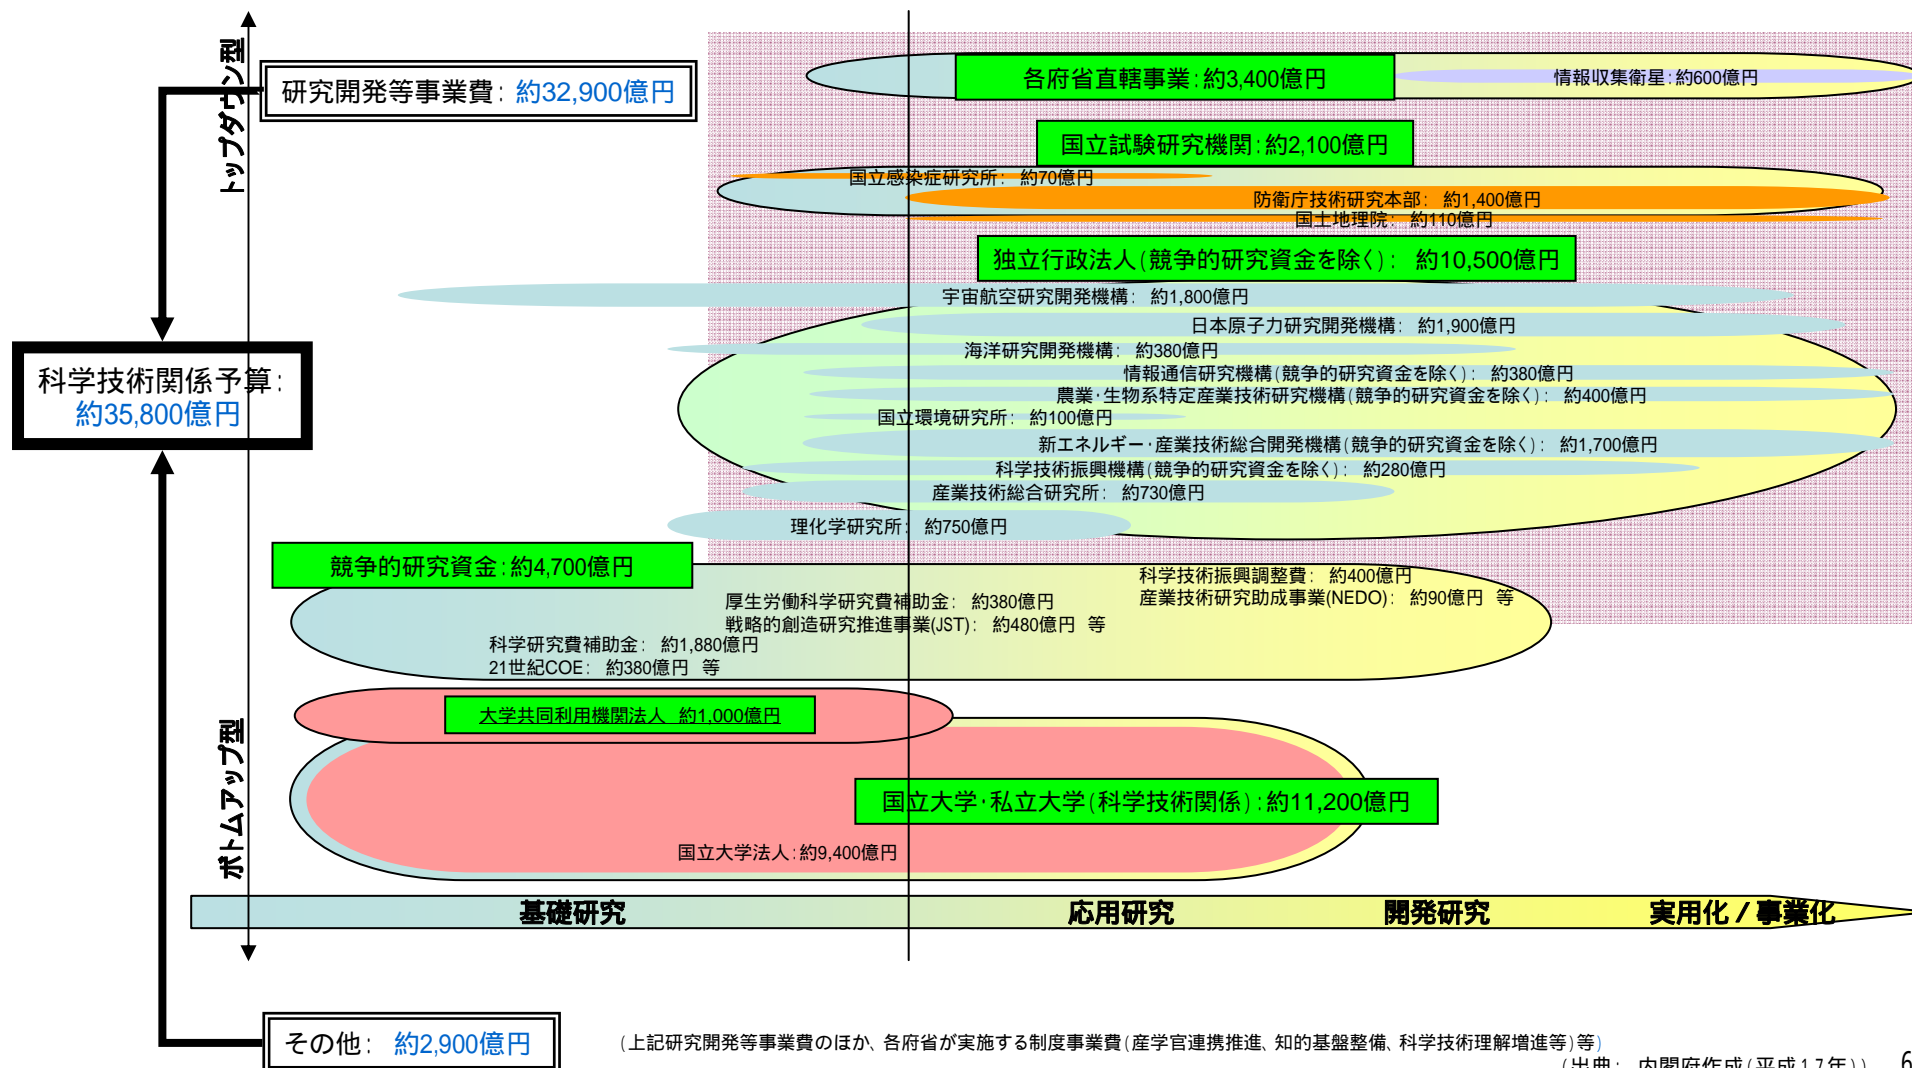 トップダウン型
研究開発等事業費： 約32,900億円
各府省直轄事業：約3,400億円
情報収集衛星：約600億円
国立試験研究機関：約2,100億円
国立感染症研究所： 約70億円
防衛庁技術研究本部： 約1,400億円
国土地理院： 約110億円
独立行政法人（競争的研究資金を除く）： 約10,500億円
宇宙航空研究開発機構： 約1,800億円
日本原子力研究開発機構： 約1,900億円
海洋研究開発機構： 約380億円
情報通信研究機構（競争的研究資金を除く）： 約380億円
農業・生物系特定産業技術研究機構（競争的研究資金を除く）： 約400億円
国立環境研究所： 約100億円
新エネルギー・産業技術総合開発機構（競争的研究資金を除く）： 約1,700億円
科学技術振興機構（競争的研究資金を除く）： 約280億円
産業技術総合研究所： 約730億円
理化学研究所： 約750億円
科学技術関係予算：
約35,800億円
競争的研究資金：約4,700億円
科学技術振興調整費： 約400億円
産業技術研究助成事業(NEDO)： 約90億円 等
厚生労働科学研究費補助金： 約380億円
戦略的創造研究推進事業(JST)： 約480億円 等
科学研究費補助金： 約1,880億円
21世紀COE： 約380億円 等
大学共同利用機関法人 約1,000億円
国立大学・私立大学（科学技術関係）：約11,200億円
国立大学法人：約9,400億円
ボトムアップ型
基礎研究 応用研究 開発研究 実用化 / 事業化
その他： 約2,900億円
（上記研究開発等事業費のほか、各府省が実施する制度事業費（産学官連携推進、知的基盤整備、科学技術理解増進等）等）
（出典： 内閣府作成（平成１７年）） 6